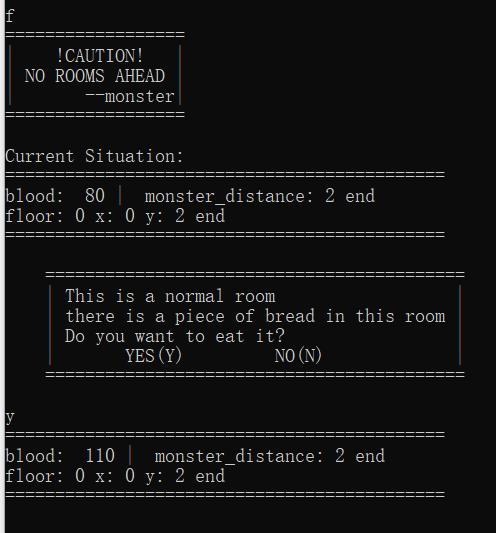 f
==================
| !CAUTION! |
| NO ROOMS AHEAD |
| --monster|
==================
Current Situation:
============================================
blood: 80 | monster_distance: 2 end
floor: 0 x: 0 y: 2 end
============================================
==========================================
| This is a normal room |
| there is a piece of bread in this room |
| Do you want to eat it? |
| YES(Y) NO(N) |
==========================================
y
============================================
blood: 110 | monster_distance: 2 end
floor: 0 x: 0 y: 2 end
============================================